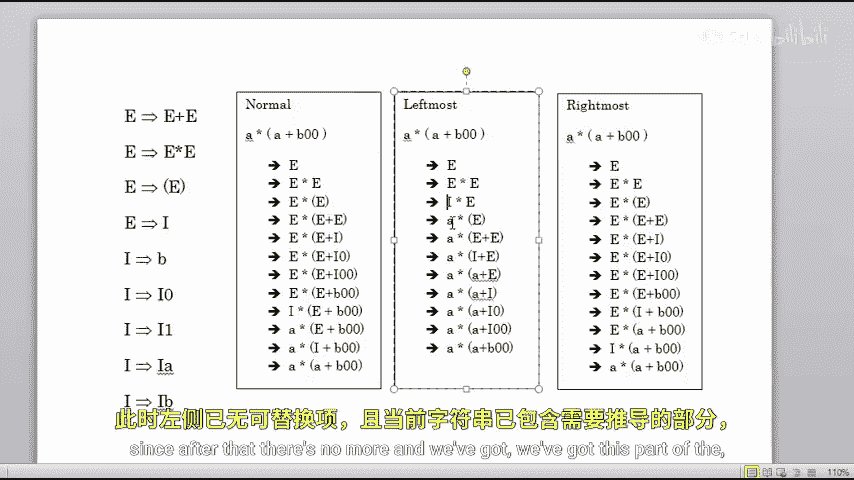 E ⇒ E+E
E ⇒ E*E
E ⇒ (E)
E ⇒ I
I ⇒ b
I ⇒ I0
I ⇒ I1
I ⇒ Ia
I ⇒ Ib
Normal
a * ( a + b00 )
➔ E
➔ E * E
➔ E * (E)
➔ E * (E+E)
➔ E * (E+I)
➔ E * (E+I0)
➔ E * (E+I00)
➔ E * (E+b00)
➔ I * (E + b00)
➔ a * (E + b00)
➔ a * (I + b00)
➔ a * (a + b00)
Leftmost
a * ( a + b00 )
➔ E
➔ E * E
➔ I * E
➔ a * (E)
➔ a * (E+E)
➔ a * (I+E)
➔ a * (a+E)
➔ a * (a+I)
➔ a * (a+I0)
➔ a * (a+I00)
➔ a * (a+b00)
Rightmost
a * ( a + b00 )
➔ E
➔ E * E
➔ E * (E)
➔ E * (E+E)
➔ E * (E+I)
➔ E * (E+I0)
➔ E * (E+I00)
➔ E * (E+b00)
➔ E * (I + b00)
➔ E * (a + b00)
➔ I * (a + b00)
➔ a * (a + b00)
此时左侧已无可替换项，且当前字符串已包含需要推导的部分，
since after that there's no more and we've got, we've got this part of the,
110%
bilibili